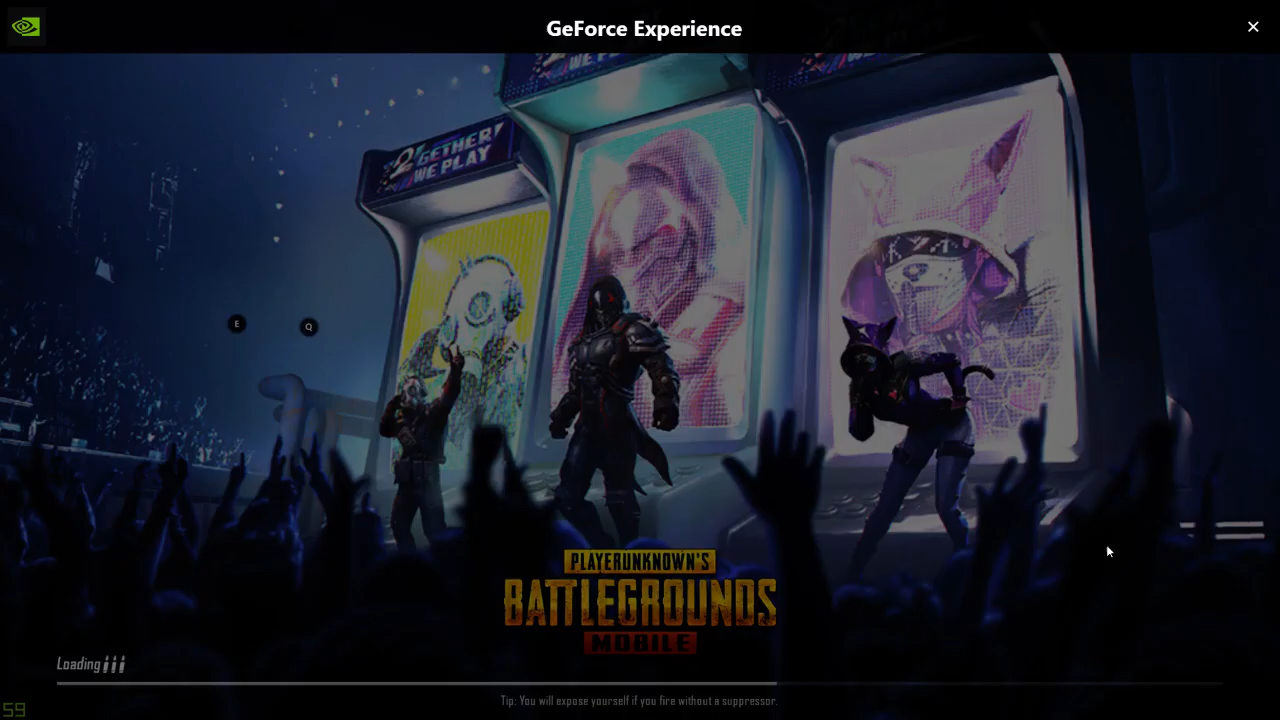 GeForce Experience
2GETHER
WE PLAY
E
Q
PLAYERUNKNOWN'S
BATTLEGROUNDS
MOBILE
Loading
Tip: You will expose yourself if you fire without a suppressor.
59